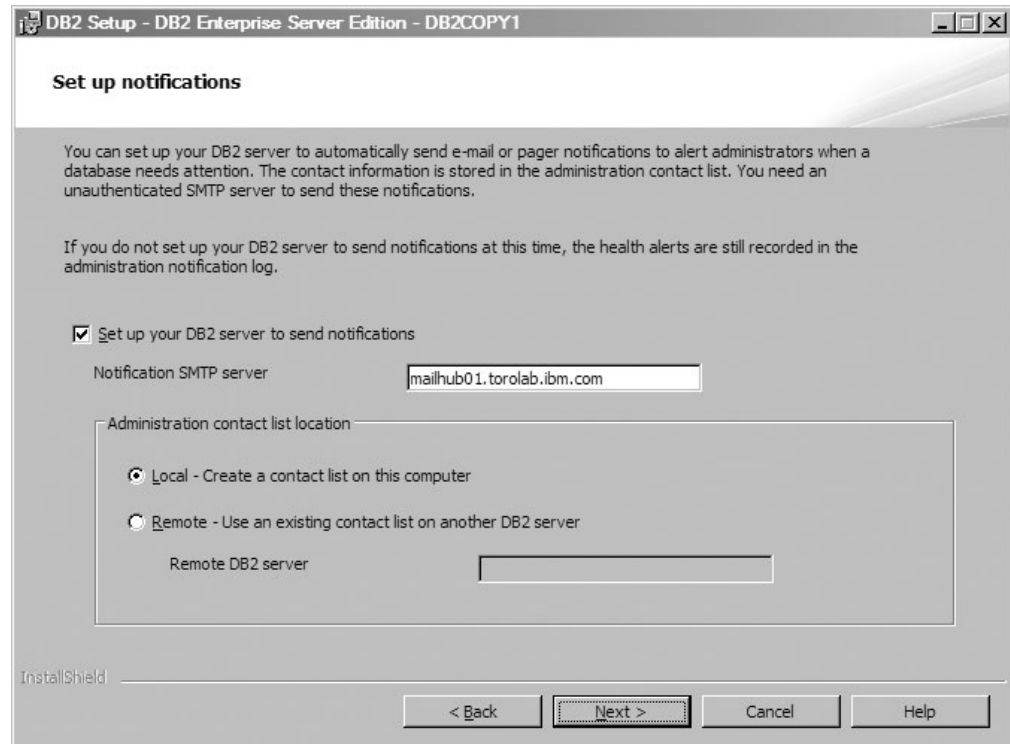 DB2 Setup - DB2 Enterprise Server Edition - DB2COPY1
Set up notifications
You can set up your DB2 server to automatically send e-mail or pager notifications to alert administrators when a
database needs attention. The contact information is stored in the administration contact list. You need an
unauthenticated SMTP server to send these notifications.
If you do not set up your DB2 server to send notifications at this time, the health alerts are still recorded in the
administration notification log.
Set up your DB2 server to send notifications
Notification SMTP server mailhub01.torolab.ibm.com
Administration contact list location
Local - Create a contact list on this computer
Remote - Use an existing contact list on another DB2 server
Remote DB2 server
InstallShield
< Back Next > Cancel Help